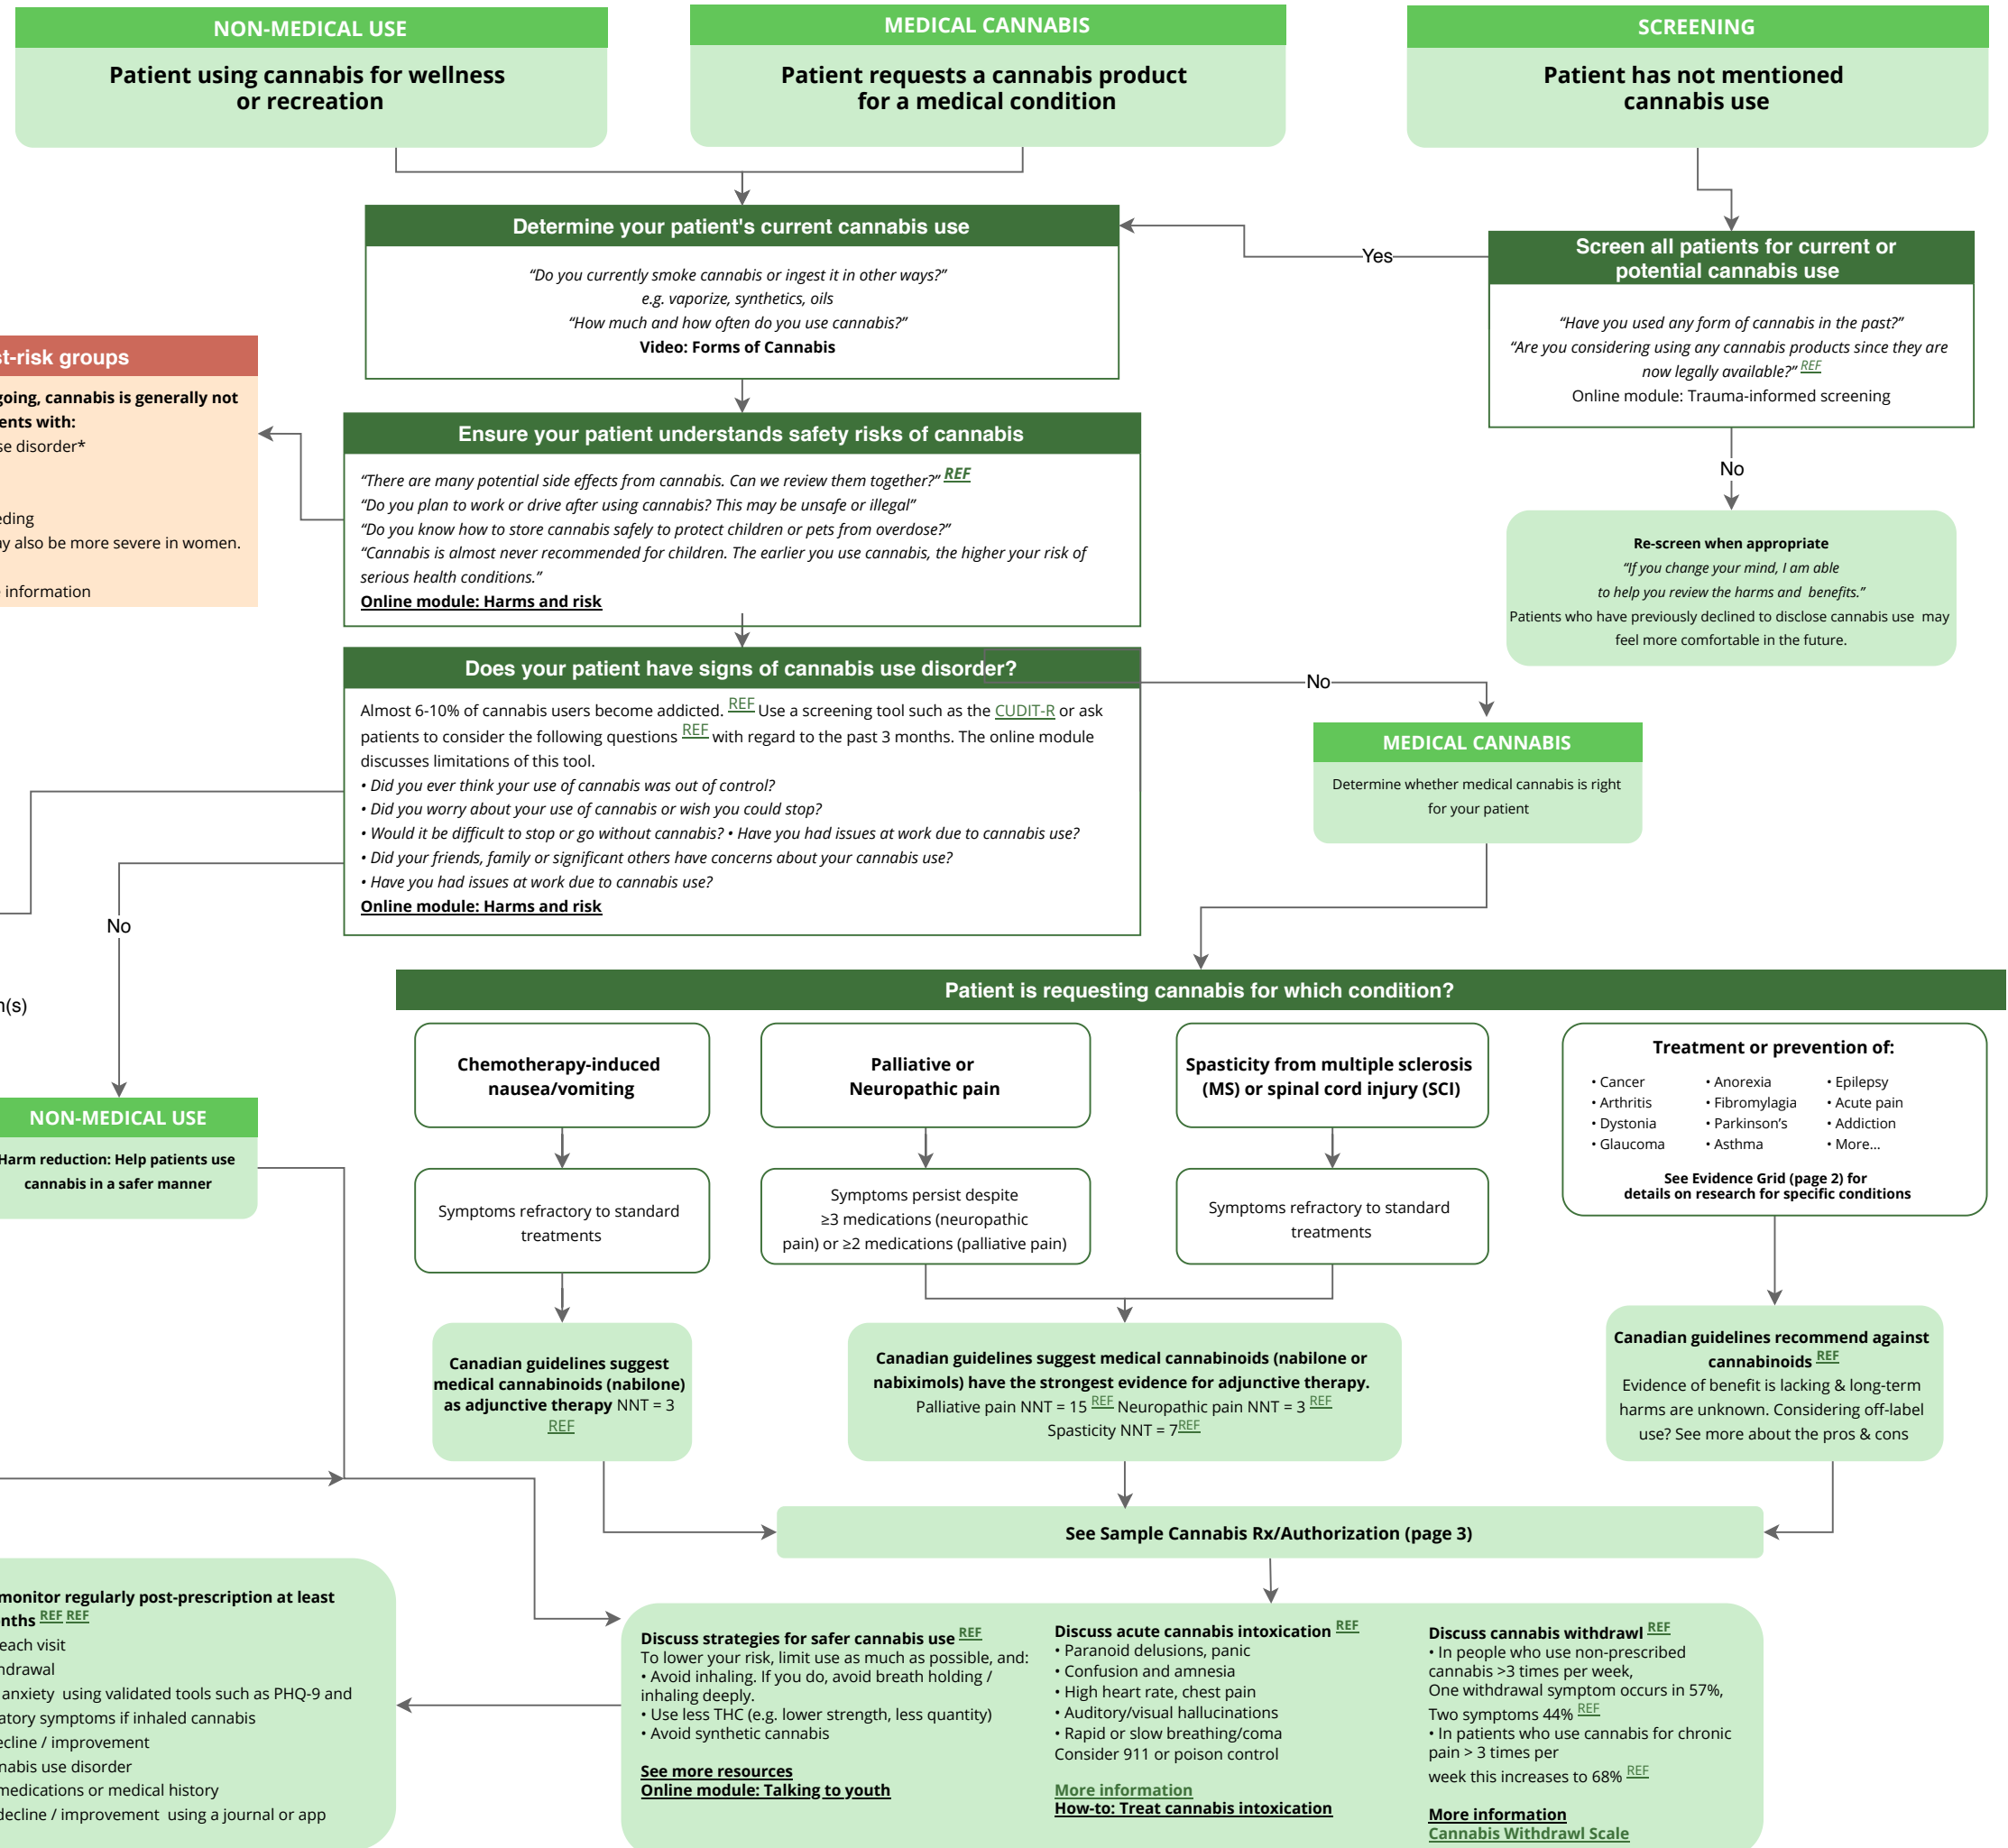 NON-MEDICAL USE
Patient using cannabis for wellness
or recreation
MEDICAL CANNABIS
Patient requests a cannabis product
for a medical condition
SCREENING
Patient has not mentioned
cannabis use
Determine your patient's current cannabis use
“Do you currently smoke cannabis or ingest it in other ways?”
e.g. vaporize, synthetics, oils
“How much and how often do you use cannabis?”
Video: Forms of Cannabis
Yes
Screen all patients for current or
potential cannabis use
“Have you used any form of cannabis in the past?”
“Are you considering using any cannabis products since they are
now legally available?” REF
Online module: Trauma-informed screening
No
Re-screen when appropriate
“If you change your mind, I am able
to help you review the harms and benefits.”
Patients who have previously declined to disclose cannabis use may
feel more comfortable in the future.
st-risk groups
going, cannabis is generally not
ents with:
se disorder*
eding
ay also be more severe in women.
information
Ensure your patient understands safety risks of cannabis
“There are many potential side effects from cannabis. Can we review them together?” REF
“Do you plan to work or drive after using cannabis? This may be unsafe or illegal”
“Do you know how to store cannabis safely to protect children or pets from overdose?”
“Cannabis is almost never recommended for children. The earlier you use cannabis, the higher your risk of
serious health conditions.”
Online module: Harms and risk
Does your patient have signs of cannabis use disorder?
Almost 6-10% of cannabis users become addicted. REF Use a screening tool such as the CUDIT-R or ask
patients to consider the following questions REF with regard to the past 3 months. The online module
discusses limitations of this tool.
• Did you ever think your use of cannabis was out of control?
• Did you worry about your use of cannabis or wish you could stop?
• Would it be difficult to stop or go without cannabis? • Have you had issues at work due to cannabis use?
• Did your friends, family or significant others have concerns about your cannabis use?
• Have you had issues at work due to cannabis use?
Online module: Harms and risk
No
MEDICAL CANNABIS
Determine whether medical cannabis is right
for your patient
No
n(s)
NON-MEDICAL USE
Harm reduction: Help patients use
cannabis in a safer manner
Patient is requesting cannabis for which condition?
Chemotherapy-induced
nausea/vomiting
Symptoms refractory to standard
treatments
Canadian guidelines suggest
medical cannabinoids (nabilone)
as adjunctive therapy NNT = 3
REF
Palliative or
Neuropathic pain
Symptoms persist despite
≥3 medications (neuropathic
pain) or ≥2 medications (palliative pain)
Spasticity from multiple sclerosis
(MS) or spinal cord injury (SCI)
Symptoms refractory to standard
treatments
Canadian guidelines suggest medical cannabinoids (nabilone or
nabiximols) have the strongest evidence for adjunctive therapy.
Palliative pain NNT = 15 REF Neuropathic pain NNT = 3 REF
Spasticity NNT = 7 REF
Treatment or prevention of:
• Cancer • Anorexia • Epilepsy
• Arthritis • Fibromylagia • Acute pain
• Dystonia • Parkinson’s • Addiction
• Glaucoma • Asthma • More...
See Evidence Grid (page 2) for
details on research for specific conditions
Canadian guidelines recommend against
cannabinoids REF
Evidence of benefit is lacking & long-term
harms are unknown. Considering off-label
use? See more about the pros & cons
See Sample Cannabis Rx/Authorization (page 3)
monitor regularly post-prescription at least
onths REF REF
each visit
ndrawal
anxiety using validated tools such as PHQ-9 and
atory symptoms if inhaled cannabis
ecline / improvement
nabis use disorder
medications or medical history
decline / improvement using a journal or app
Discuss strategies for safer cannabis use REF
To lower your risk, limit use as much as possible, and:
• Avoid inhaling. If you do, avoid breath holding /
inhaling deeply.
• Use less THC (e.g. lower strength, less quantity)
• Avoid synthetic cannabis
See more resources
Online module: Talking to youth
Discuss acute cannabis intoxication REF
• Paranoid delusions, panic
• Confusion and amnesia
• High heart rate, chest pain
• Auditory/visual hallucinations
• Rapid or slow breathing/coma
Consider 911 or poison control
More information
How-to: Treat cannabis intoxication
Discuss cannabis withdrawl REF
• In people who use non-prescribed
cannabis >3 times per week,
One withdrawal symptom occurs in 57%,
Two symptoms 44% REF
• In patients who use cannabis for chronic
pain > 3 times per
week this increases to 68% REF
More information
Cannabis Withdrawl Scale